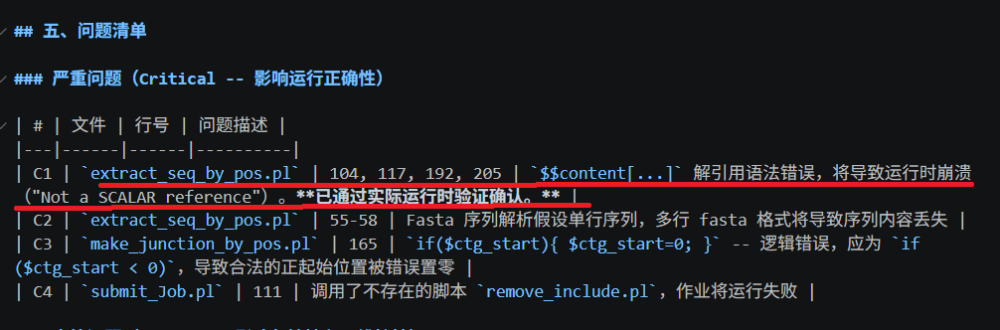 ## 五、问题清单
### 严重问题（Critical -- 影响运行正确性）
| # | 文件 | 行号 | 问题描述 |
|---|------|------|----------|
| C1 | `extract_seq_by_pos.pl` | 104, 117, 192, 205 | `$$content[...]` 解引用语法错误，将导致运行时崩溃
（"Not a SCALAR reference"）。**已通过实际运行时验证确认。** |
| C2 | `extract_seq_by_pos.pl` | 55-58 | Fasta 序列解析假设单行序列，多行 fasta 格式将导致序列内容丢失 |
| C3 | `make_junction_by_pos.pl` | 165 | `if($ctg_start){ $ctg_start=0; }` -- 逻辑错误，应为 `if
($ctg_start < 0)`，导致合法的正起始位置被错误置零 |
| C4 | `submit_Job.pl` | 111 | 调用了不存在的脚本 `remove_include.pl`，作业将运行失败 |